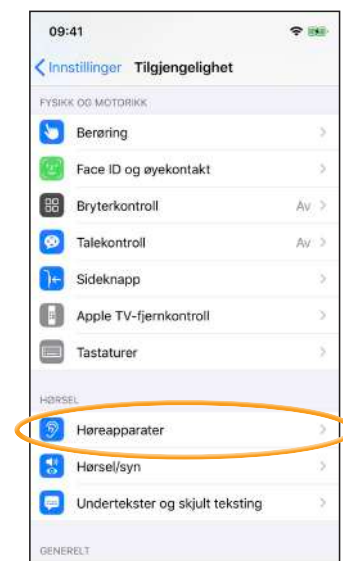 09:41
Innstillinger Tilgjengelighet
FYSIKK OG MOTORIKK
Berøring
Face ID og øyekontakt
Bryterkontroll Av
Talekontroll Av
Sideknapp
Apple TV-fjernkontroll
Tastaturer
HØRSEL
Høreapparater
Hørsel/syn
Undertekster og skjult teksting
GENERELT